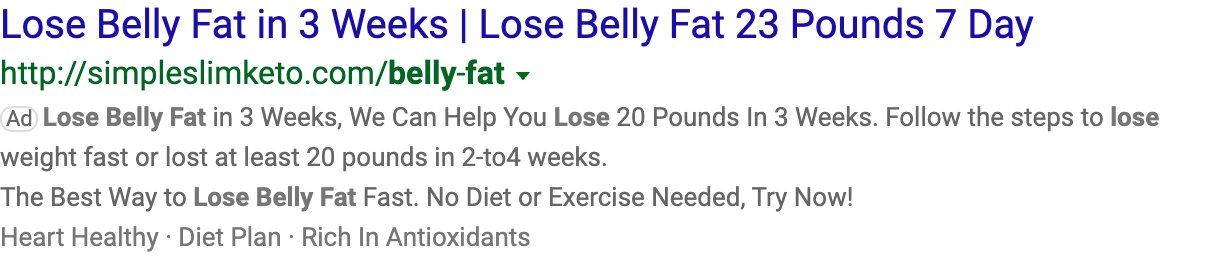 Lose Belly Fat in 3 Weeks | Lose Belly Fat 23 Pounds 7 Day
http://simpleslimketo.com/belly-fat
Ad Lose Belly Fat in 3 Weeks, We Can Help You Lose 20 Pounds In 3 Weeks. Follow the steps to lose
weight fast or lost at least 20 pounds in 2-to4 weeks.
The Best Way to Lose Belly Fat Fast. No Diet or Exercise Needed, Try Now!
Heart Healthy · Diet Plan · Rich In Antioxidants